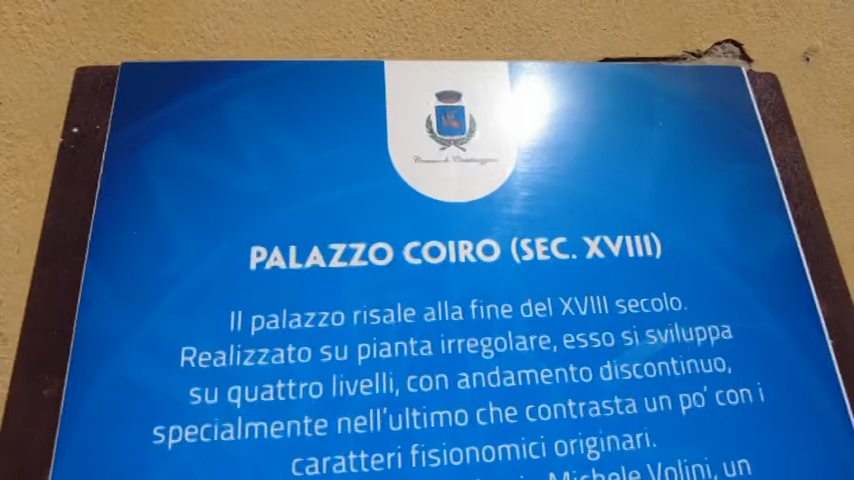 PALAZZO COIRO (SEC. XVIII)
Il palazzo risale alla fine del XVIII secolo.
Realizzato su pianta irregolare, esso si sviluppa
su quattro livelli, con andamento discontinuo,
specialmente nell'ultimo che contrasta un po' con i
caratteri fisionomici originari.
Michele Volini, un